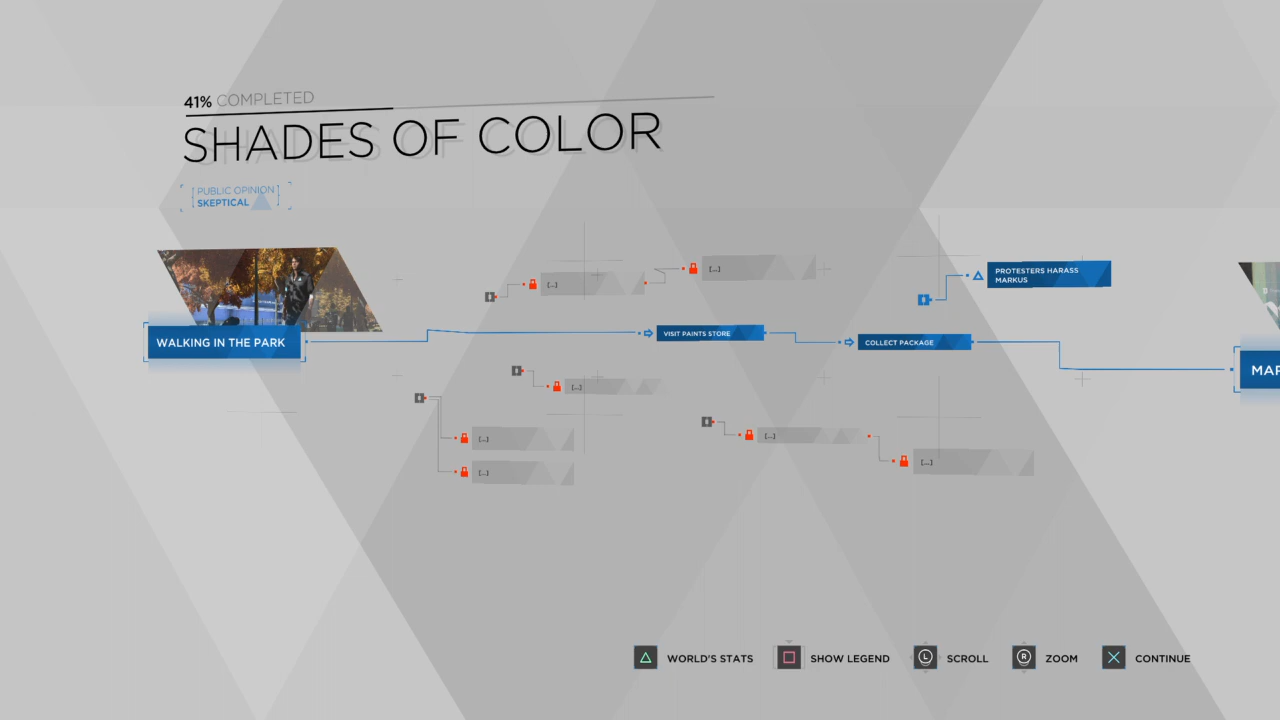 41% COMPLETED
SHADES OF COLOR
PUBLIC OPINION
SKEPTICAL
[...]
[...]
PROTESTERS HARASS
MARKUS
WALKING IN THE PARK
VISIT PAINTS STORE
COLLECT PACKAGE
MAR
[...]
[...]
[...]
[...]
[...]
WORLD'S STATS
SHOW LEGEND
L
SCROLL
R
ZOOM
CONTINUE